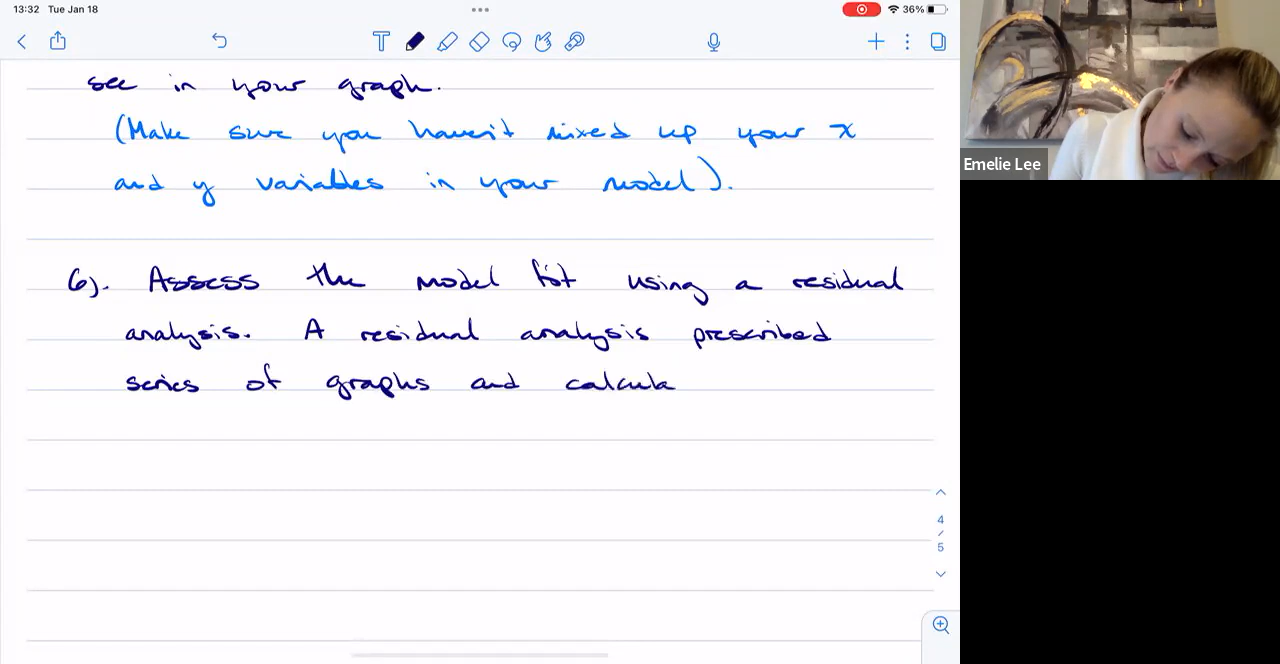 13:32 Tue Jan 18
36%
see in your graph.
(Make sure you haven't mixed up your x
and y variables in your model).
Emelie Lee
6). Assess the model fit using a residual
analysis. A residual analysis prescribed
series of graphs and calcula
4
/
5